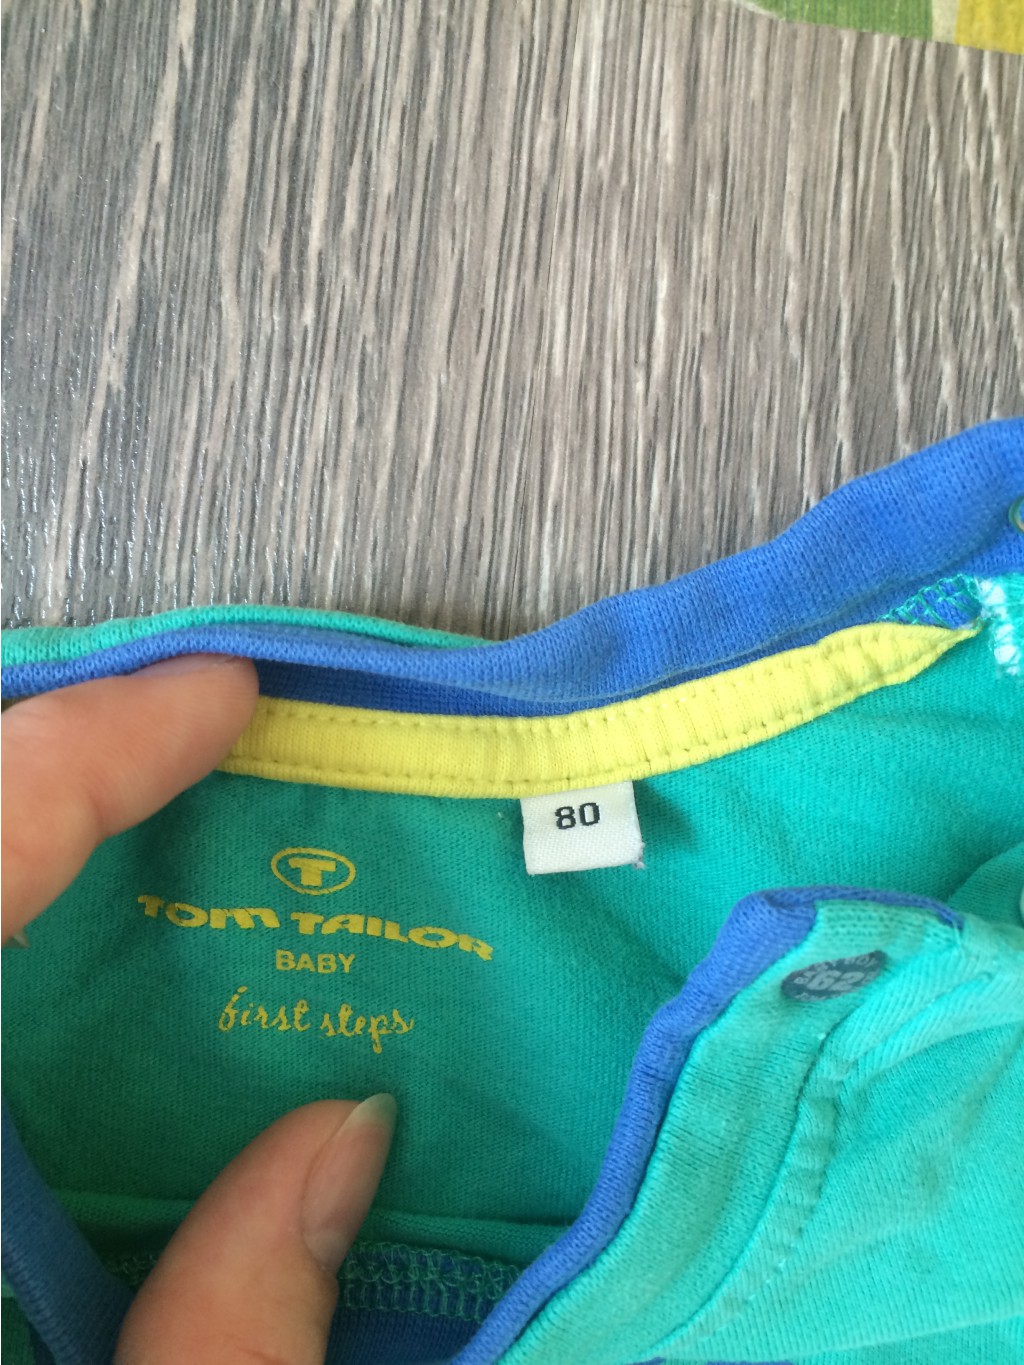 80
T
TOM TAILOR
BABY
first steps
62